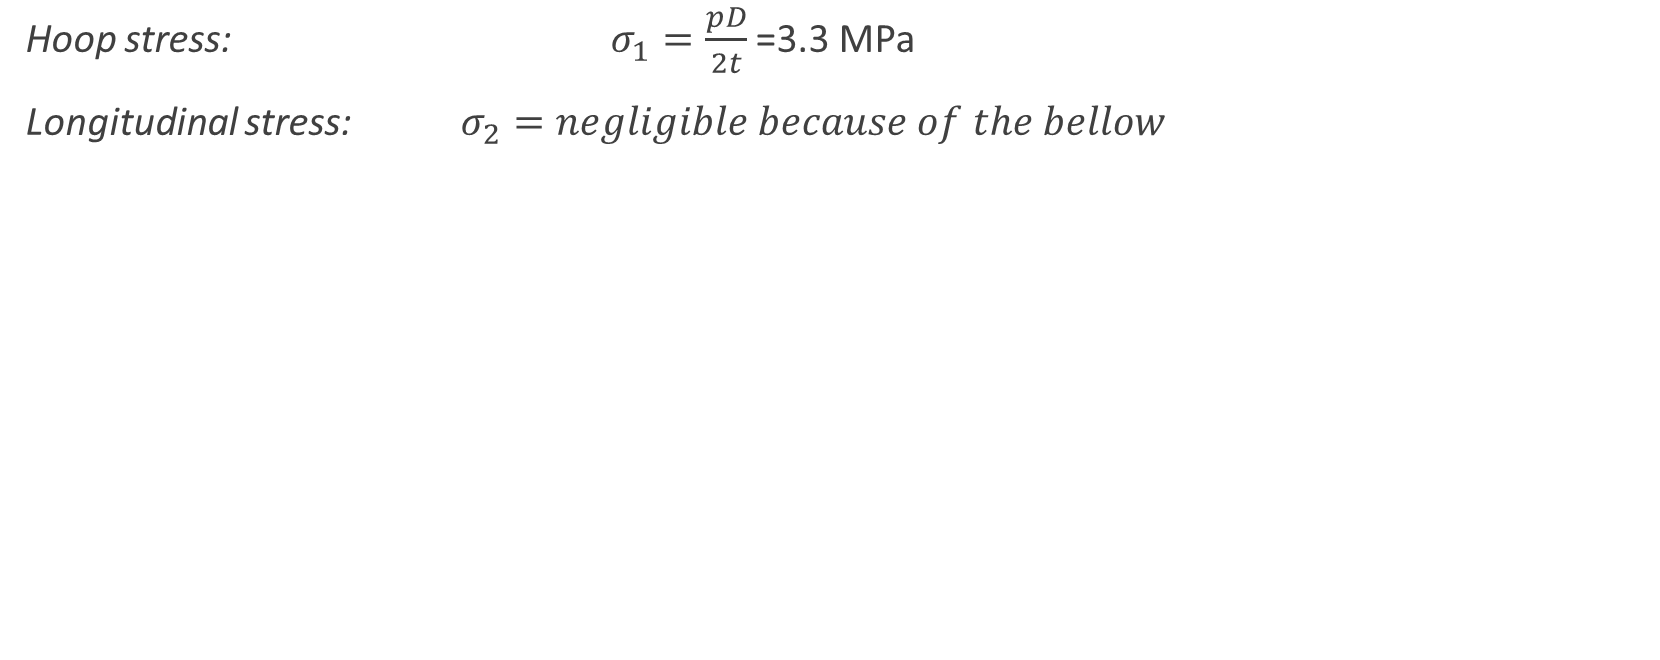 Hoop stress: σ₁ = pD/2t =3.3 MPa
Longitudinal stress: σ₂ = negligible because of the bellow